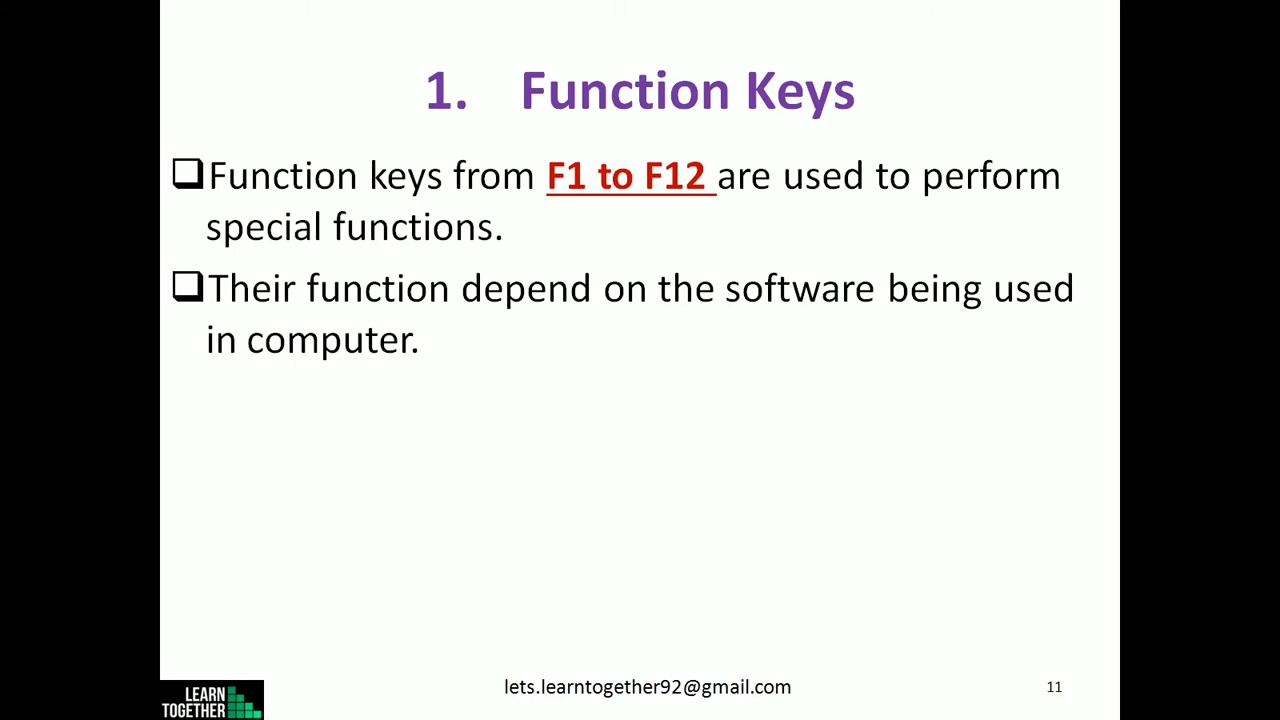 1. Function Keys
Function keys from F1 to F12 are used to perform
special functions.
Their function depend on the software being used
in computer.
LEARN
TOGETHER
lets.learntogether92@gmail.com
11